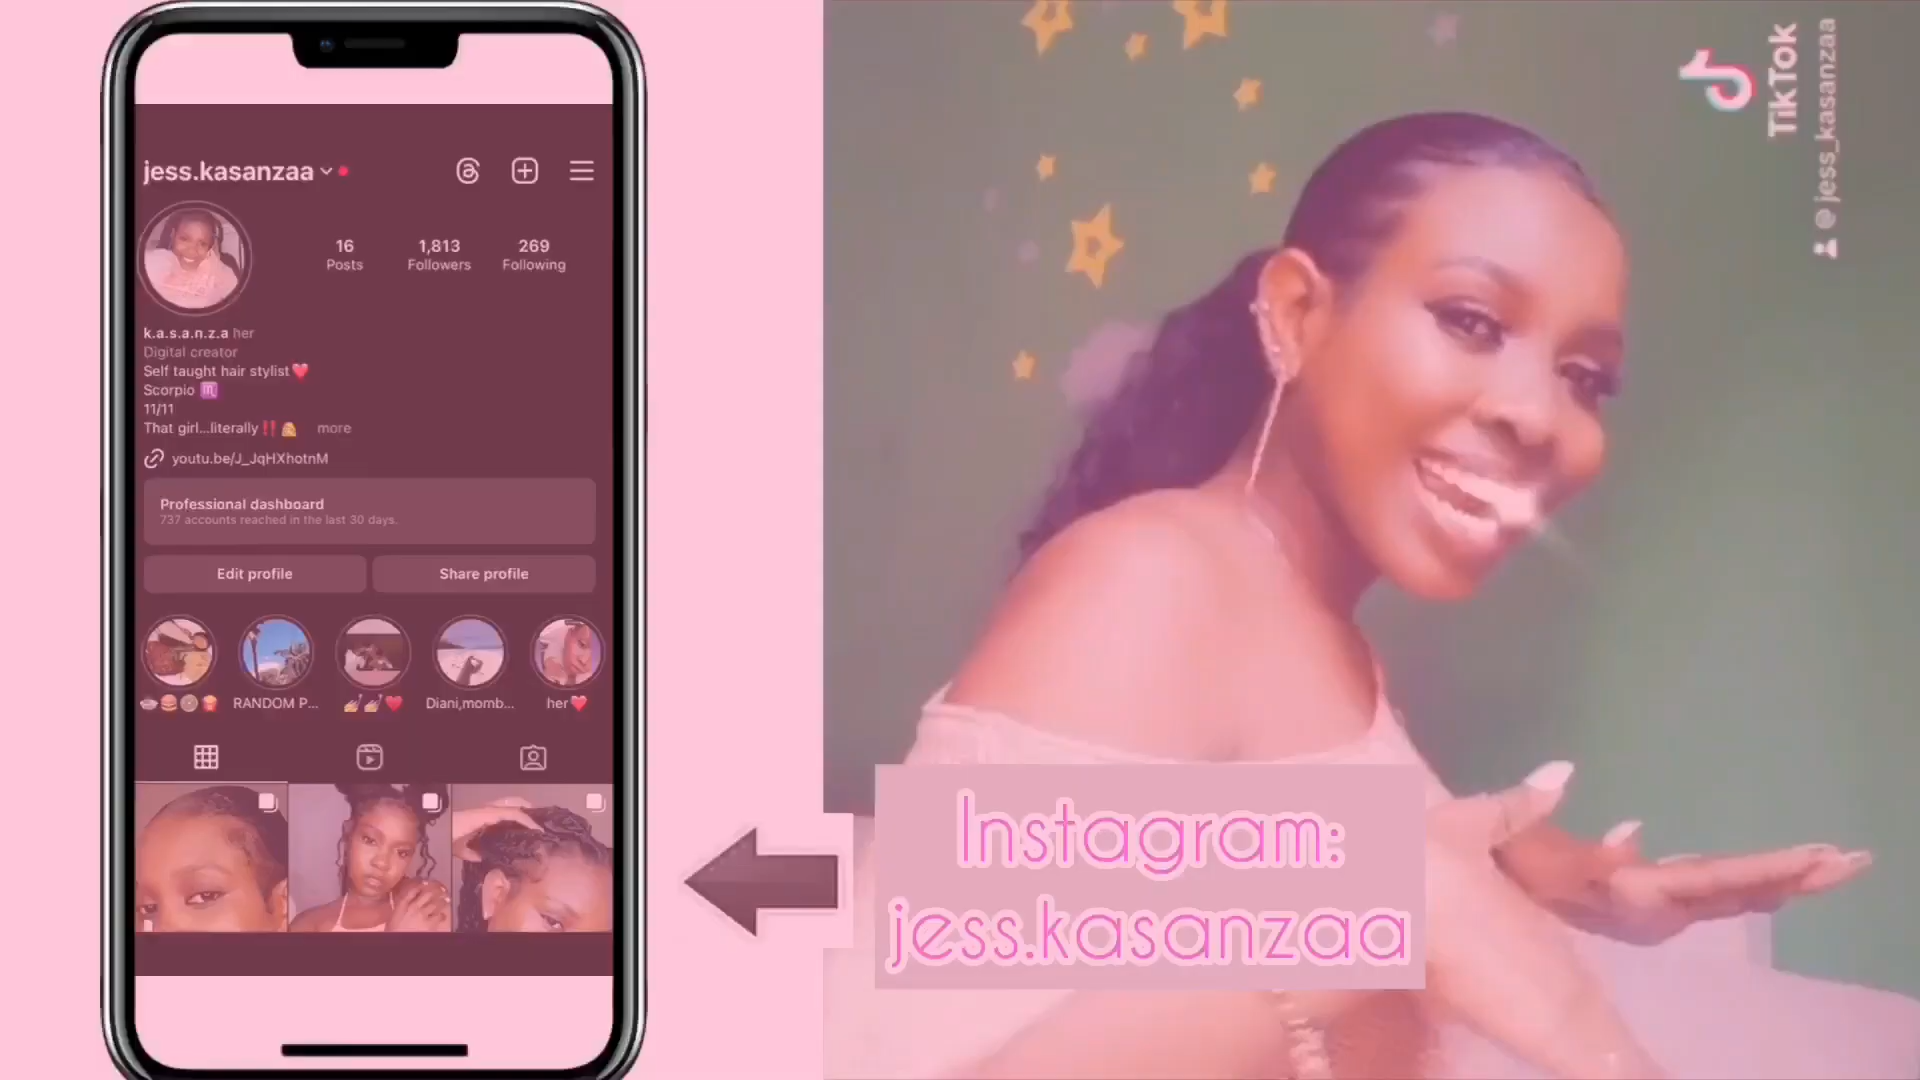 jess.kasanzaa
16 1,813 269
Posts Followers Following
k.a.s.a.n.z.a her
Digital creator
Self taught hair stylist❤️
Scorpio ♏
11/11
That girl...literally‼️🙈 more
youtu.be/J_JqHXhotnM
Professional dashboard
737 accounts reached in the last 30 days.
Edit profile Share profile
RANDOM P... 💅💅❤️ Diani,momb... her❤️
TikTok
@jess_kasanzaa
Instagram:
jess.kasanzaa